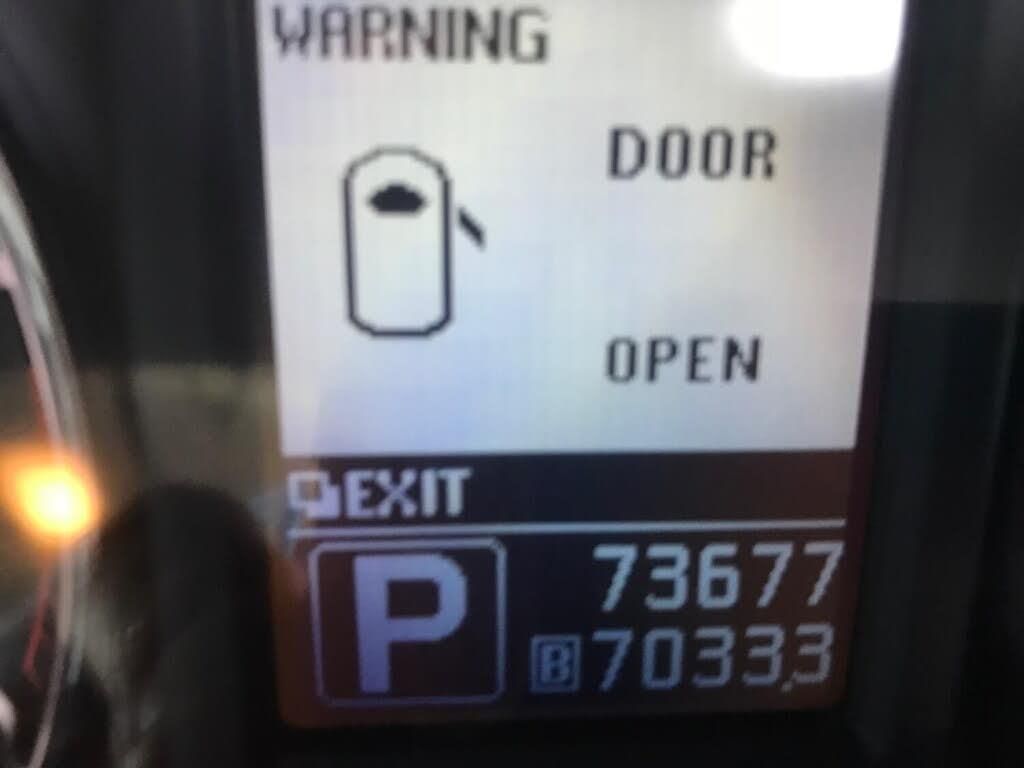 WARNING
DOOR
OPEN
EXIT
P
73677
B 7033.3